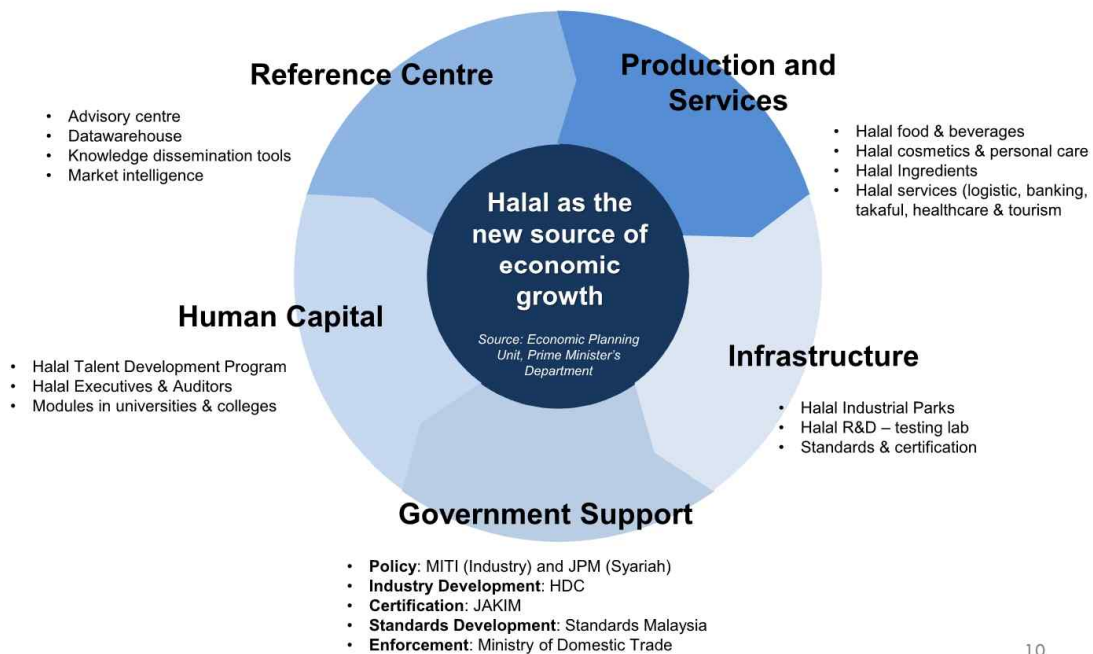 Reference Centre
• Advisory centre
• Datawarehouse
• Knowledge dissemination tools
• Market intelligence
Production and
Services
• Halal food & beverages
• Halal cosmetics & personal care
• Halal Ingredients
• Halal services (logistic, banking,
takaful, healthcare & tourism
Halal as the
new source of
economic
growth
Source: Economic Planning
Unit, Prime Minister's
Department
Human Capital
• Halal Talent Development Program
• Halal Executives & Auditors
• Modules in universities & colleges
Infrastructure
• Halal Industrial Parks
• Halal R&D – testing lab
• Standards & certification
Government Support
• Policy: MITI (Industry) and JPM (Syariah)
• Industry Development: HDC
• Certification: JAKIM
• Standards Development: Standards Malaysia
• Enforcement: Ministry of Domestic Trade
10